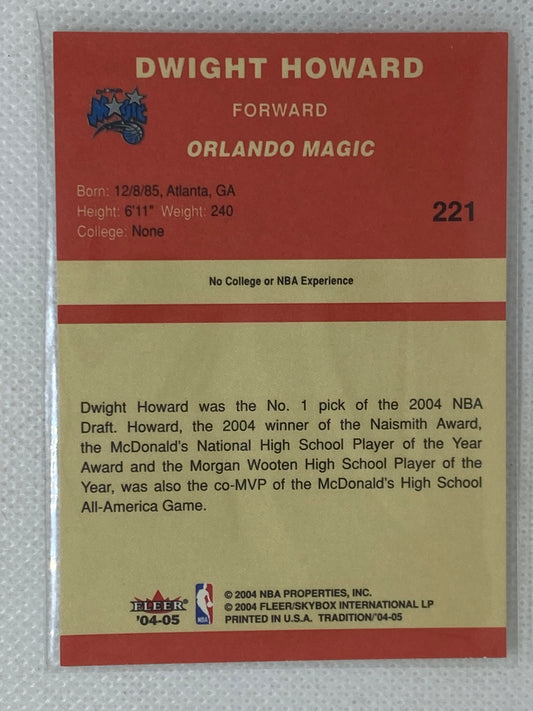 DWIGHT HOWARD
FORWARD
ORLANDO MAGIC
ORLANDO
MAGIC
Born: 12/8/85, Atlanta, GA
Height: 6'11" Weight: 240
College: None
221
No College or NBA Experience
Dwight Howard was the No. 1 pick of the 2004 NBA
Draft. Howard, the 2004 winner of the Naismith Award,
the McDonald's National High School Player of the Year
Award and the Morgan Wooten High School Player of the
Year, was also the co-MVP of the McDonald's High School
All-America Game.
FLEER
'04-05
NBA
© 2004 NBA PROPERTIES, INC.
© 2004 FLEER/SKYBOX INTERNATIONAL LP
PRINTED IN U.S.A. TRADITION/'04-05